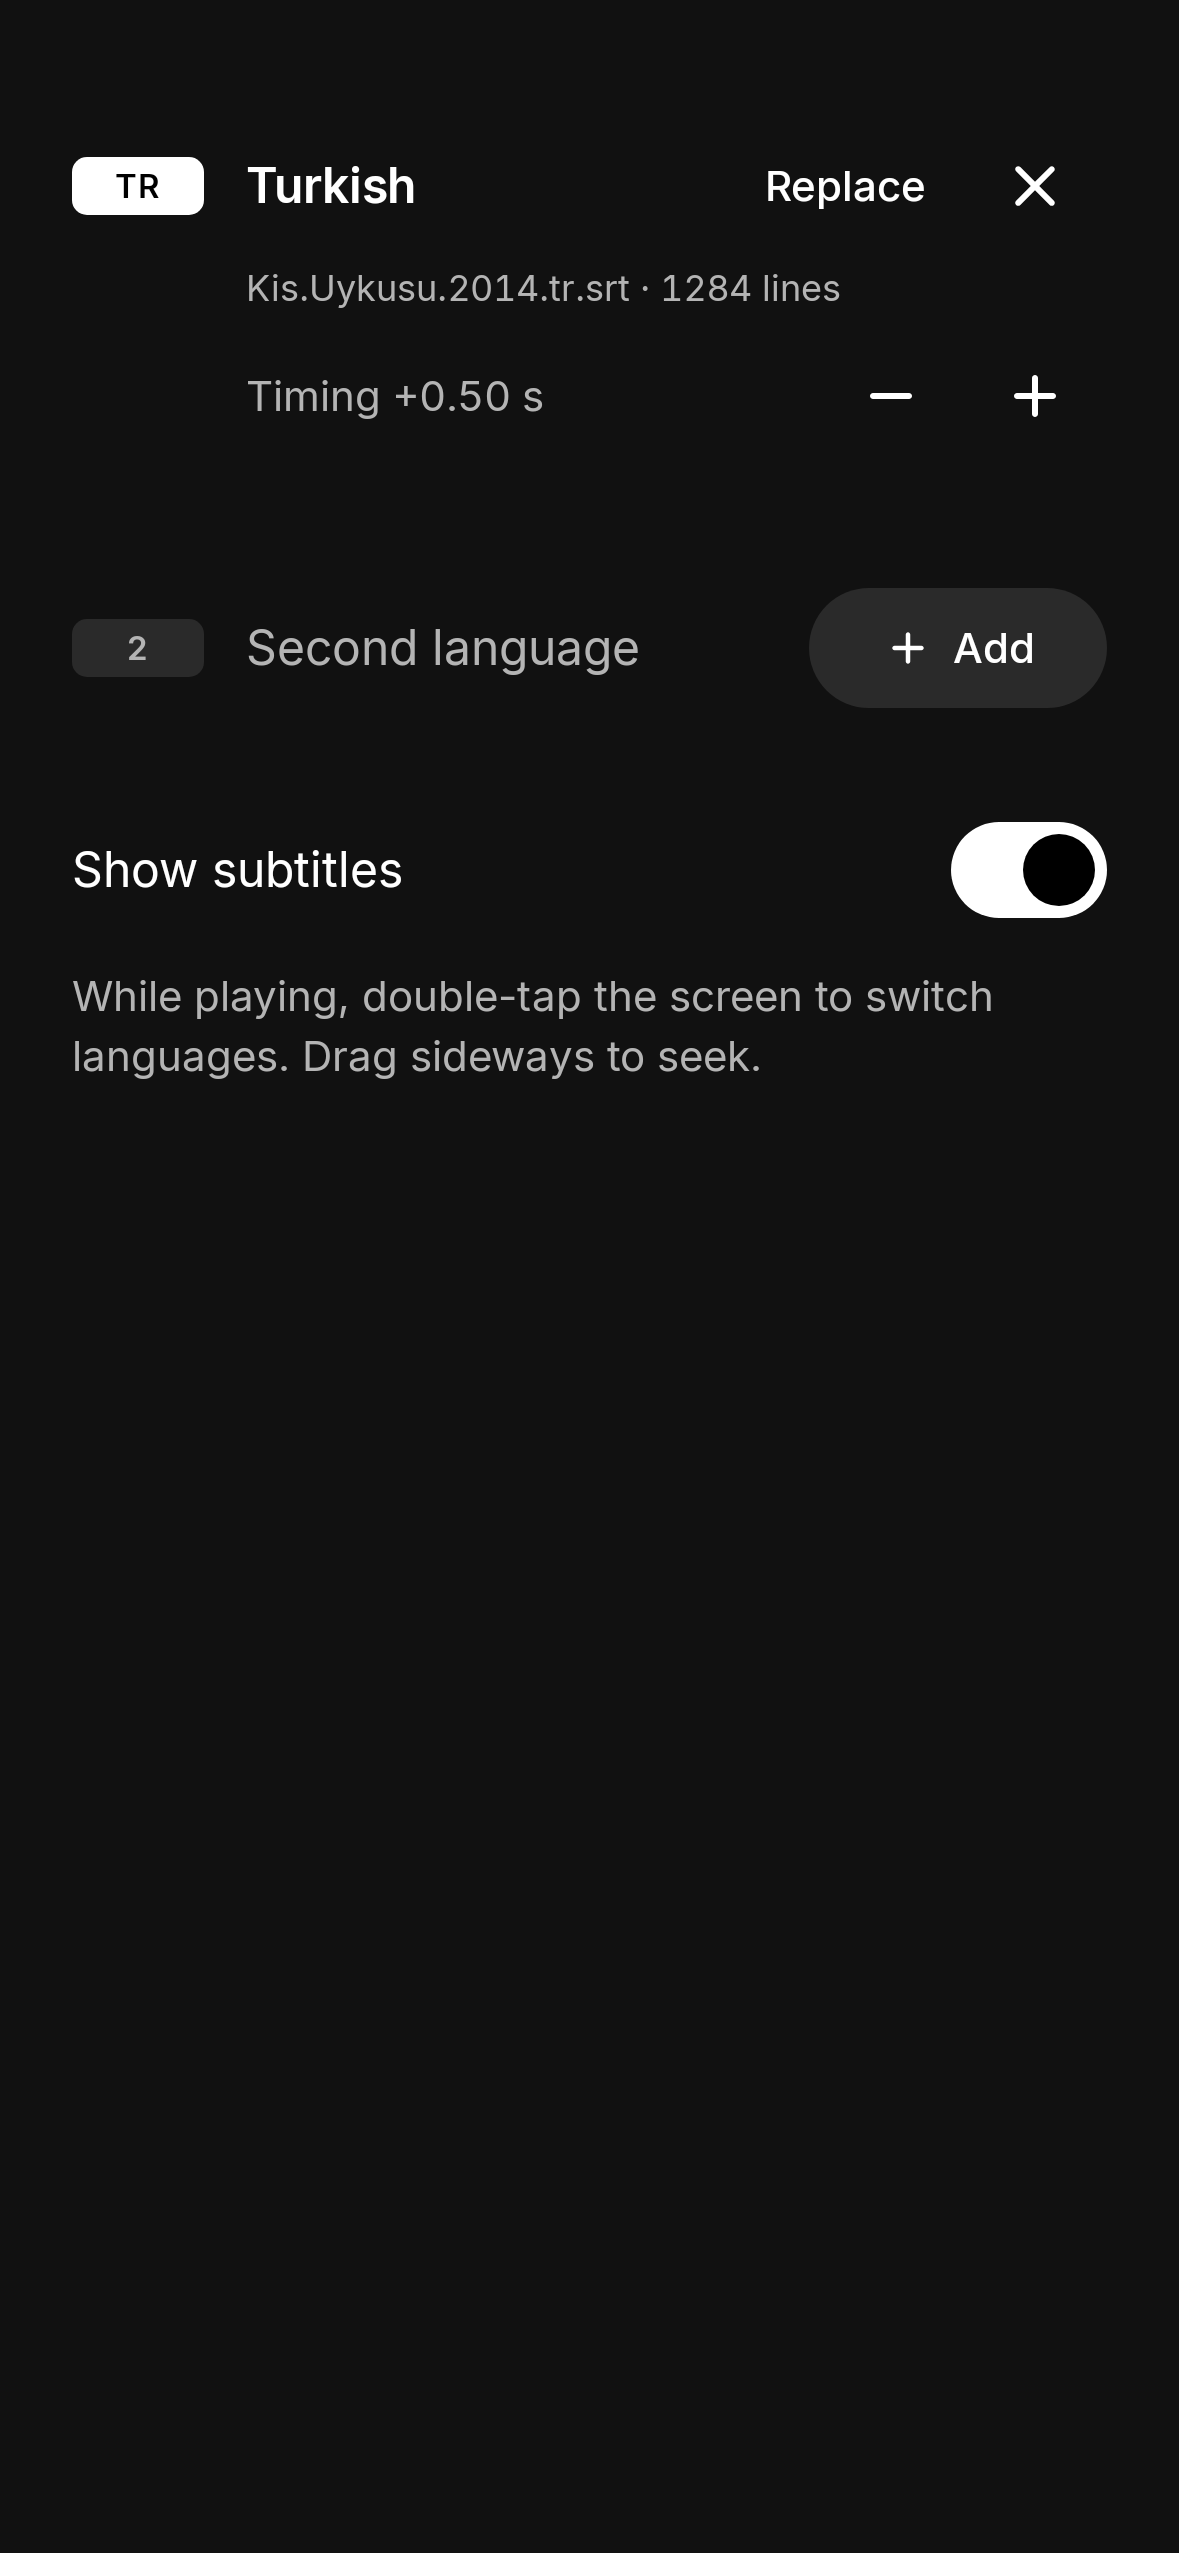 TR Turkish Replace
Kis.Uykusu.2014.tr.srt · 1284 lines
Timing +0.50 s
2 Second language + Add
Show subtitles
While playing, double-tap the screen to switch
languages. Drag sideways to seek.